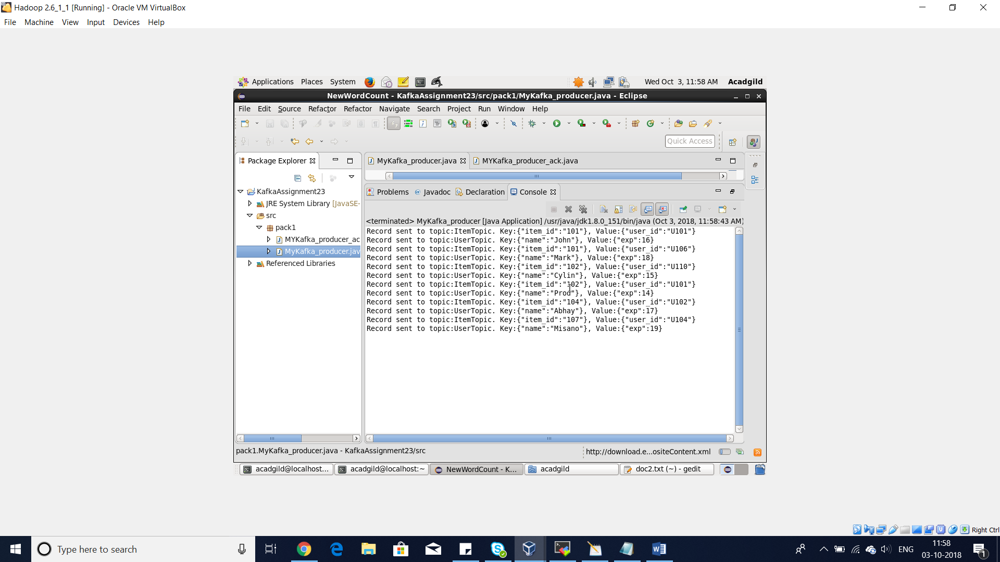 Hadoop 2.6_1_1 [Running] - Oracle VM VirtualBox
File Machine View Input Devices Help
Applications Places System Wed Oct 3, 11:58 AM Acadgild
NewWordCount - KafkaAssignment23/src/pack1/MyKafka_producer.java - Eclipse
File Edit Source Refactor Refactor Navigate Search Project Run Window Help
Quick Access
Package Explorer
MyKafka_producer.java MYKafka_producer_ack.java
KafkaAssignment23
JRE System Library [JavaSE-
src
pack1
MYKafka_producer_ac
MyKafka_producer.jav
Referenced Libraries
Problems @ Javadoc Declaration Console
<terminated> MyKafka_producer [Java Application] /usr/java/jdk1.8.0_151/bin/java (Oct 3, 2018, 11:58:43 AM)
Record sent to topic:ItemTopic. Key:{"item_id":"101"}, Value:{"user_id":"U101"}
Record sent to topic:UserTopic. Key:{"name":"John"}, Value:{"exp":16}
Record sent to topic:ItemTopic. Key:{"item_id":"101"}, Value:{"user_id":"U106"}
Record sent to topic:UserTopic. Key:{"name":"Mark"}, Value:{"exp":18}
Record sent to topic:ItemTopic. Key:{"item_id":"102"}, Value:{"user_id":"U110"}
Record sent to topic:UserTopic. Key:{"name":"Cylin"}, Value:{"exp":15}
Record sent to topic:ItemTopic. Key:{"item_id":"102"}, Value:{"user_id":"U101"}
Record sent to topic:UserTopic. Key:{"name":"Prod"}, Value:{"exp":14}
Record sent to topic:ItemTopic. Key:{"item_id":"104"}, Value:{"user_id":"U102"}
Record sent to topic:UserTopic. Key:{"name":"Abhay"}, Value:{"exp":17}
Record sent to topic:ItemTopic. Key:{"item_id":"107"}, Value:{"user_id":"U104"}
Record sent to topic:UserTopic. Key:{"name":"Misano"}, Value:{"exp":19}
pack1.MyKafka_producer.java - KafkaAssignment23/src http://download.e...ositeContent.xml
acadgild@localhost... acadgild@localhost:~ NewWordCount - K... acadgild doc2.txt (~) - gedit
Right Ctrl
Type here to search
ENG
11:58
03-10-2018
1